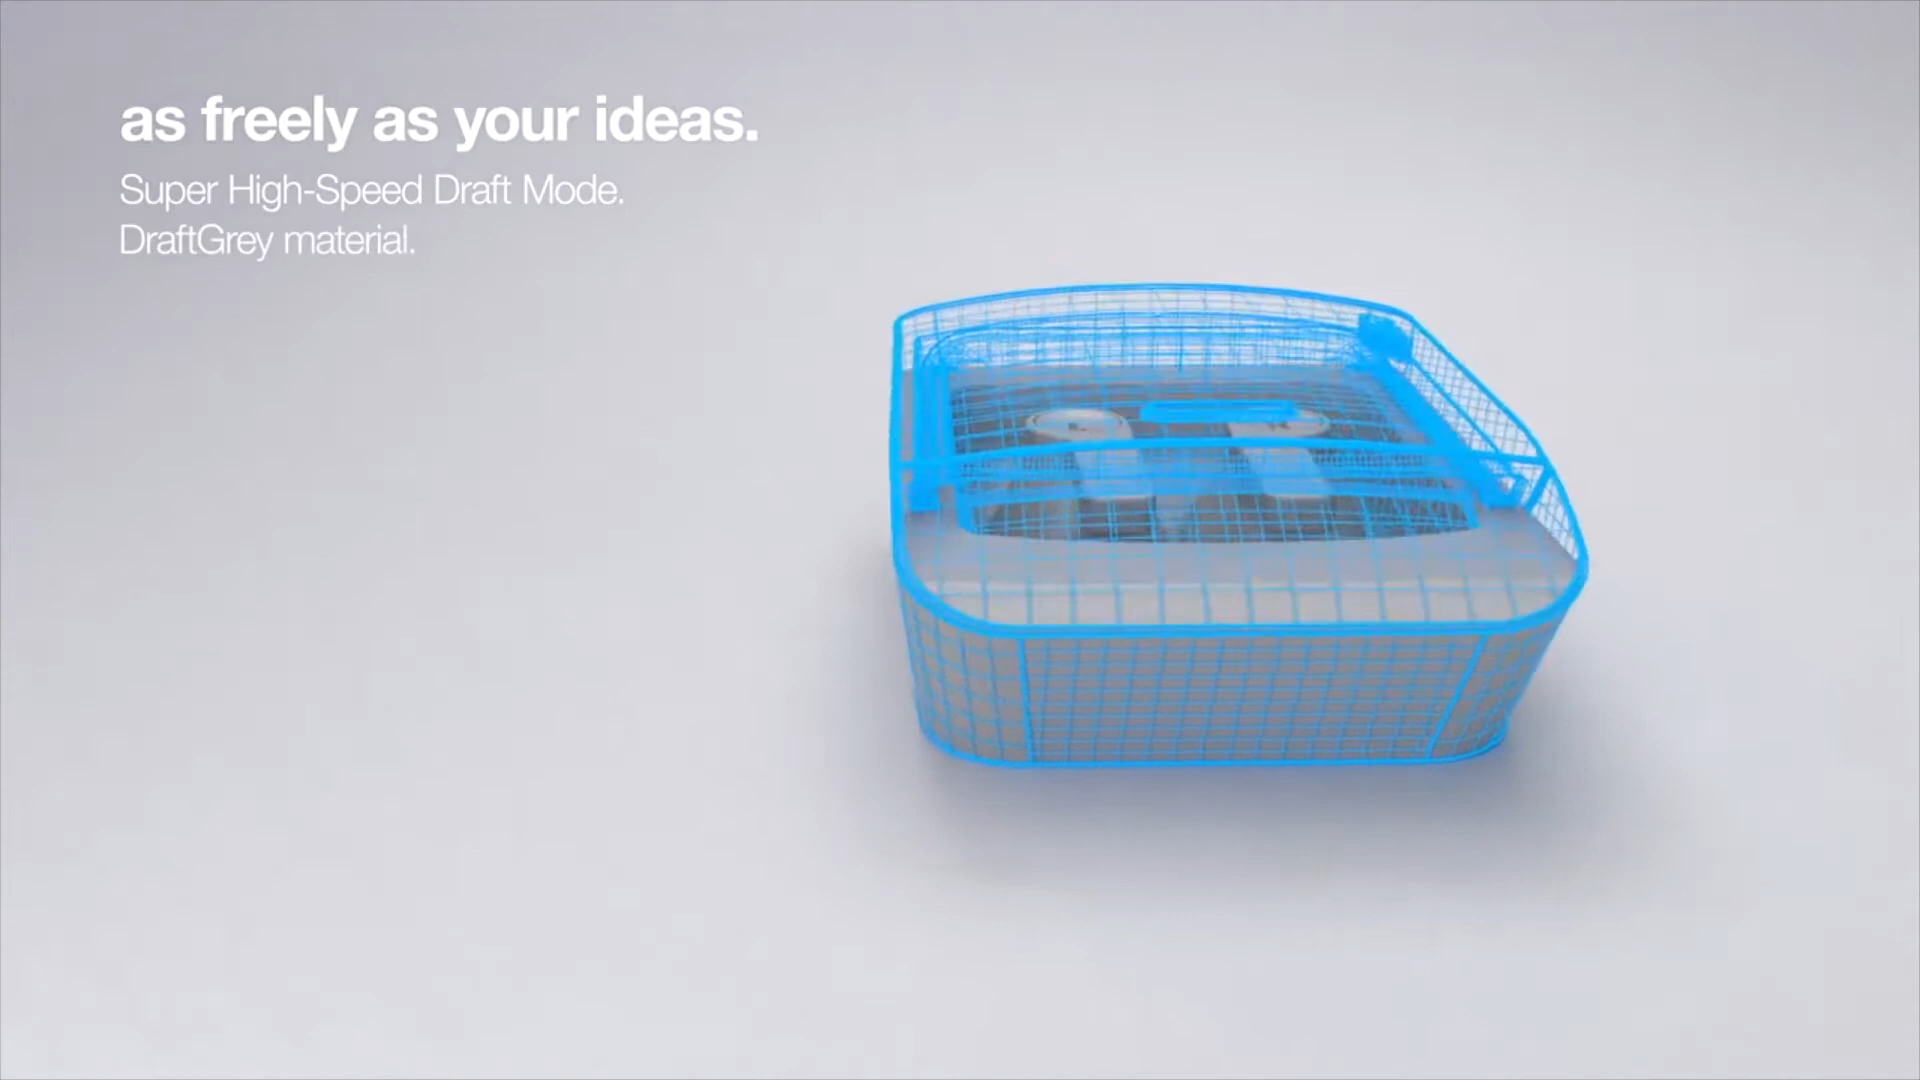 as freely as your ideas.
Super High-Speed Draft Mode.
DraftGrey material.